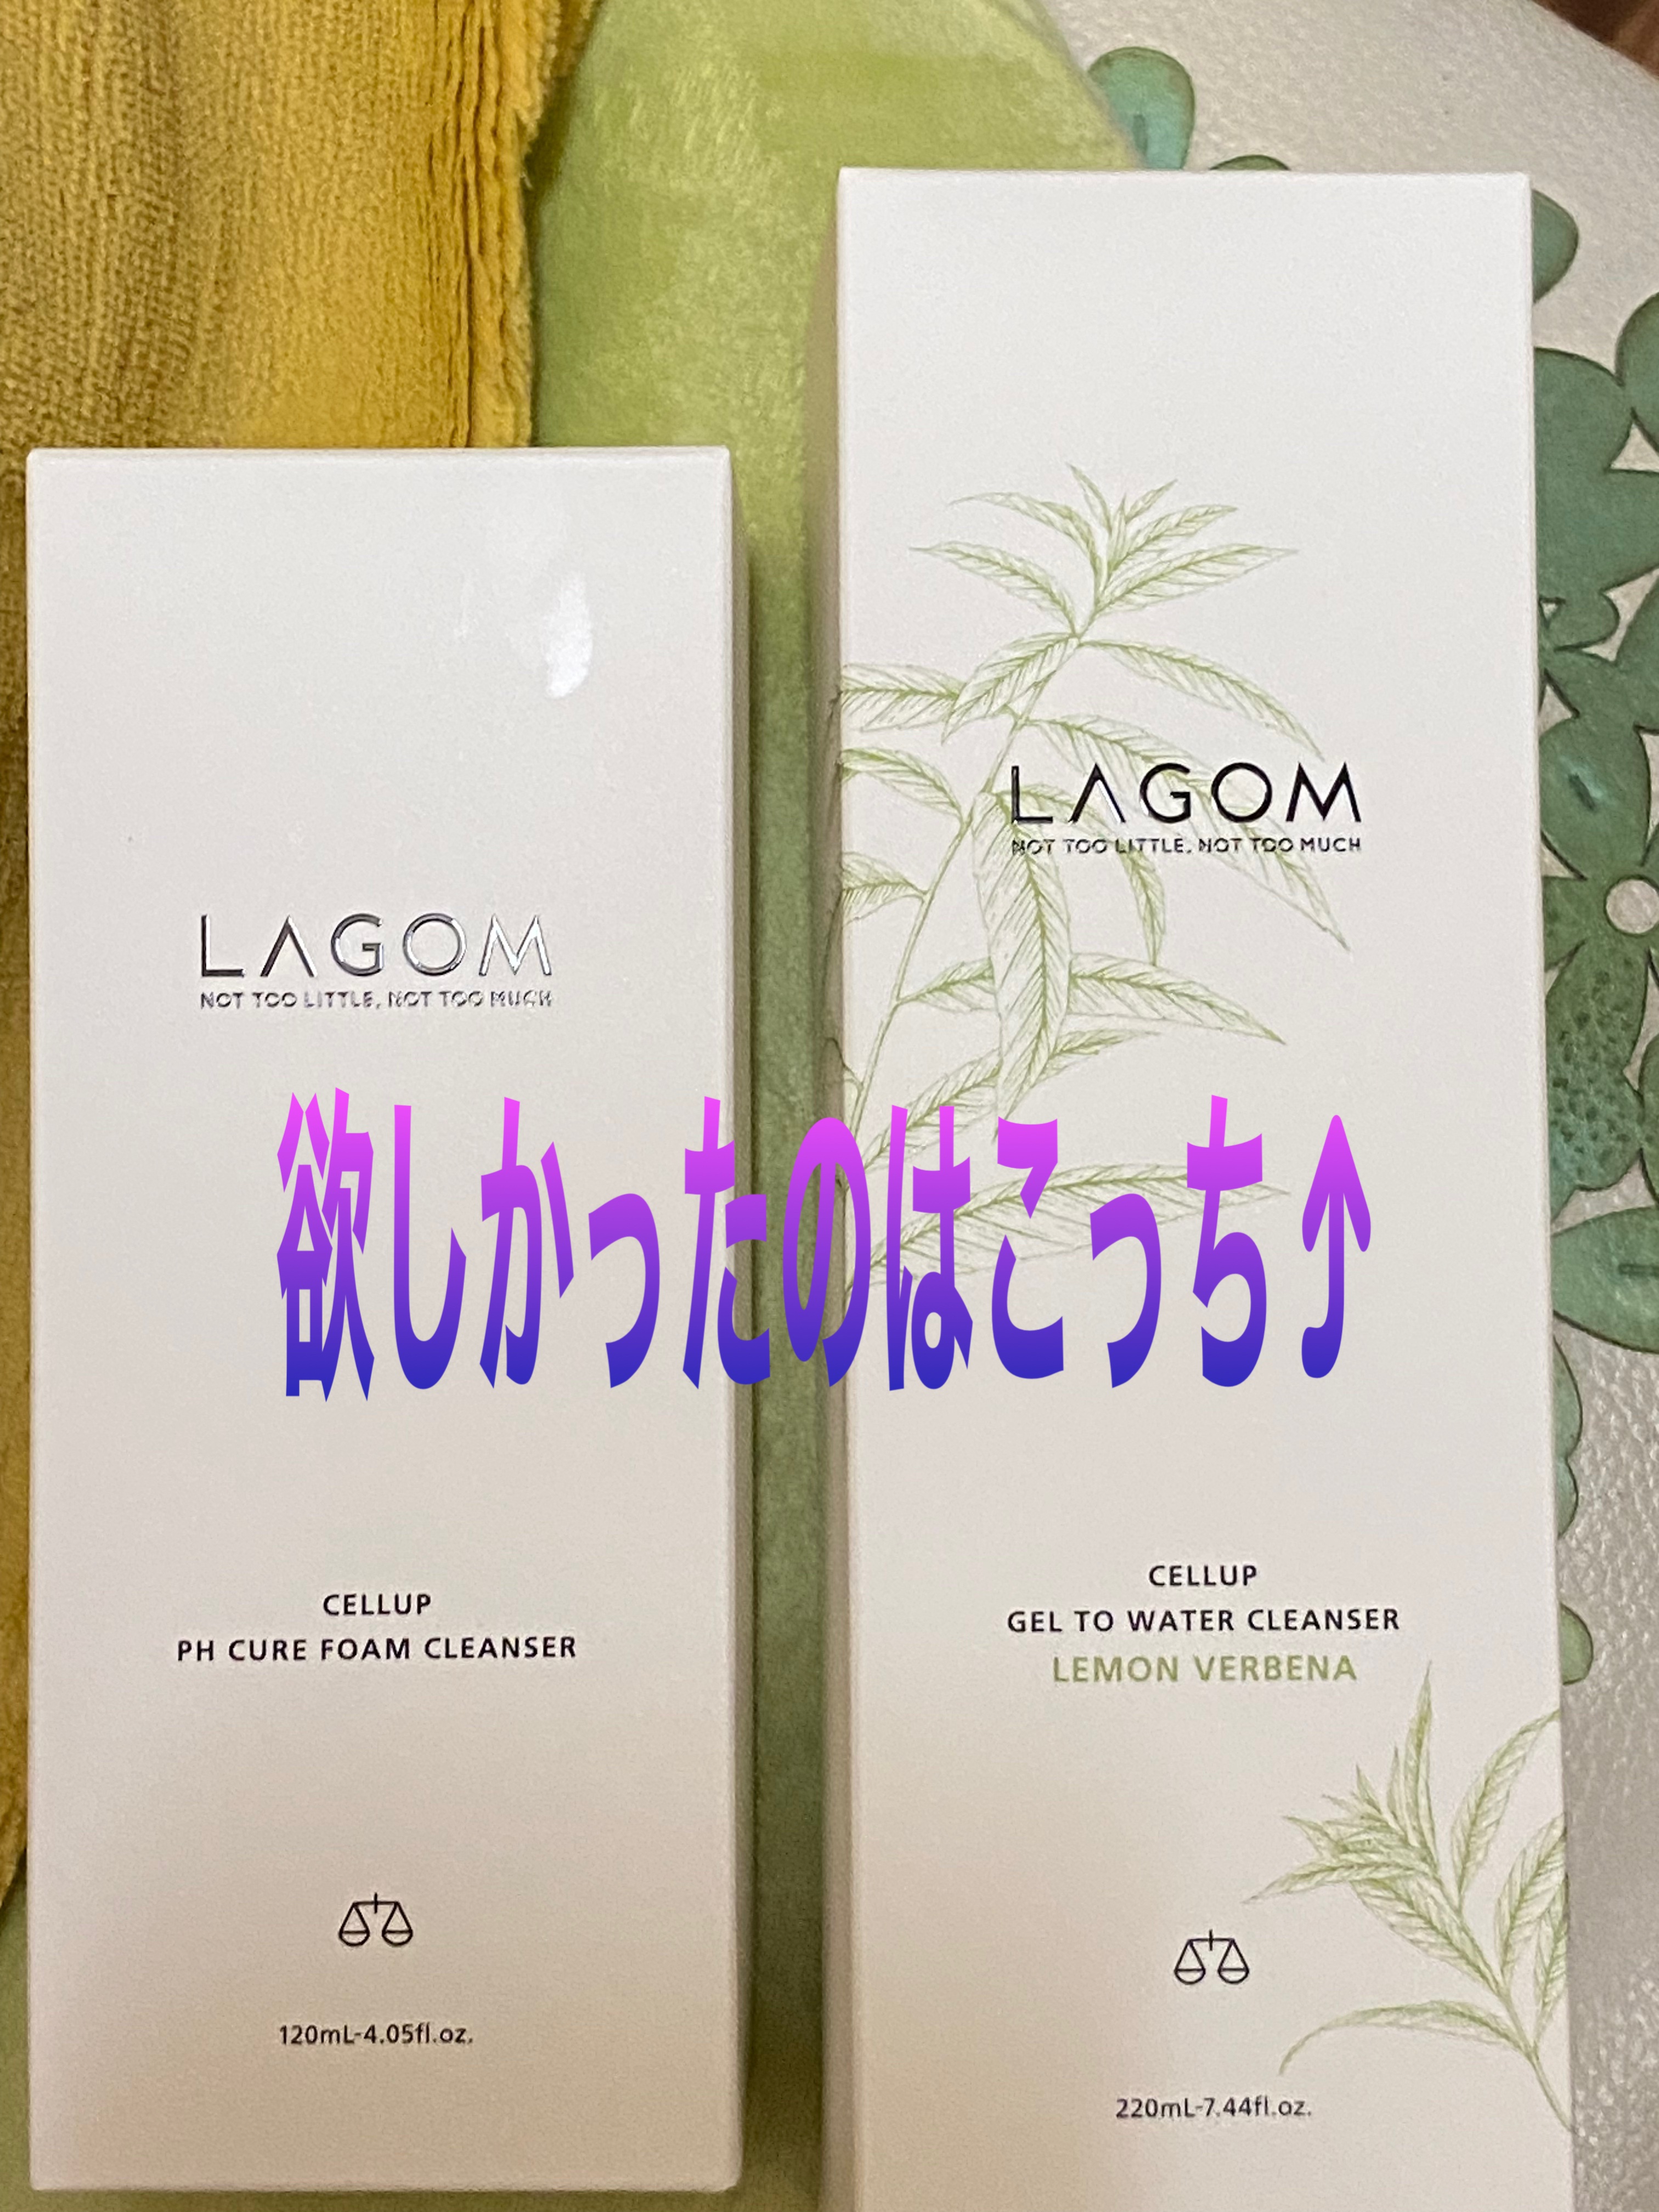 LAGOM
NOT TOO LITTLE, NOT TOO MUCH
CELLUP
PH CURE FOAM CLEANSER
120mL-4.05fl.oz.
LAGOM
NOT TOO LITTLE, NOT TOO MUCH
CELLUP
GEL TO WATER CLEANSER
LEMON VERBENA
220mL-7.44fl.oz.
欲しかったのはこっち⤴